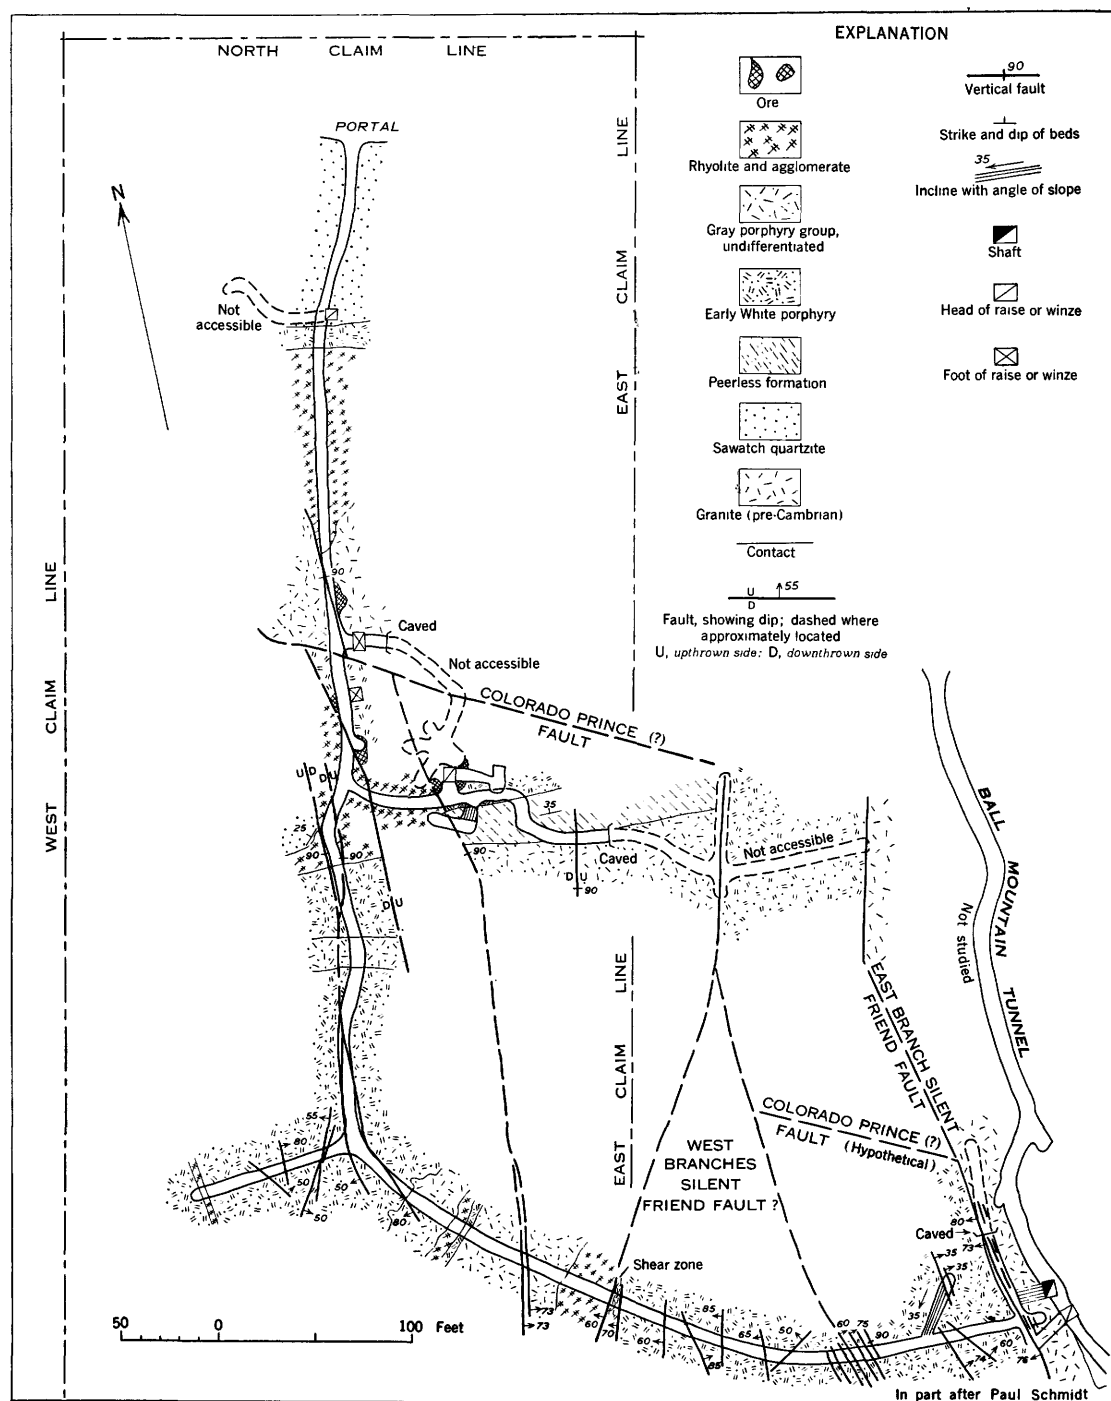 NORTH CLAIM LINE
EXPLANATION
PORTAL
N
Not
accessible
WEST CLAIM LINE
EAST CLAIM LINE
Ore
Rhyolite and agglomerate
Gray porphyry group,
undifferentiated
Early White porphyry
Peerless formation
Sawatch quartzite
Granite (pre-Cambrian)
Contact
U
D
55
Fault, showing dip; dashed where
approximately located
U, upthrown side: D, downthrown side
90
Vertical fault
Strike and dip of beds
35
Incline with angle of slope
Shaft
Head of raise or winze
Foot of raise or winze
90
Caved
Not accessible
COLORADO PRINCE (?)
FAULT
U D
D U
25
90
90
D U
35
90
Caved
D U
90
Not accessible
BALL MOUNTAIN TUNNEL
Not studied
EAST CLAIM LINE
EAST BRANCH SILENT
FRIEND FAULT
COLORADO PRINCE (?)
FAULT (Hypothetical)
WEST
BRANCHES
SILENT
FRIEND FAULT ?
55
80
50
50
50
80
Shear zone
73
73
60
70
60
85
85
65
50
60 75
90
35
35
35
80
Caved
73
74
60
76
50 0 100 Feet
In part after Paul Schmidt